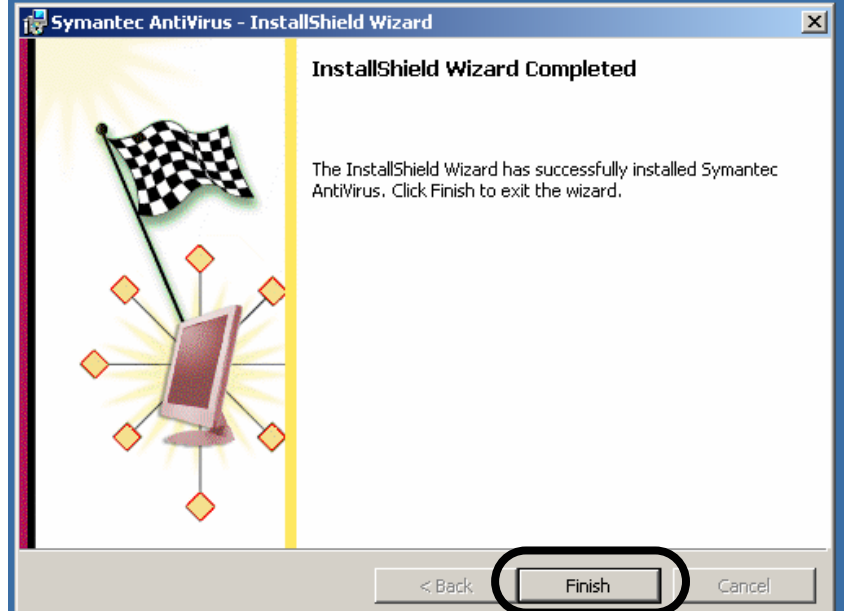 Symantec AntiVirus - InstallShield Wizard
InstallShield Wizard Completed
The InstallShield Wizard has successfully installed Symantec
AntiVirus. Click Finish to exit the wizard.
< Back
Finish
Cancel